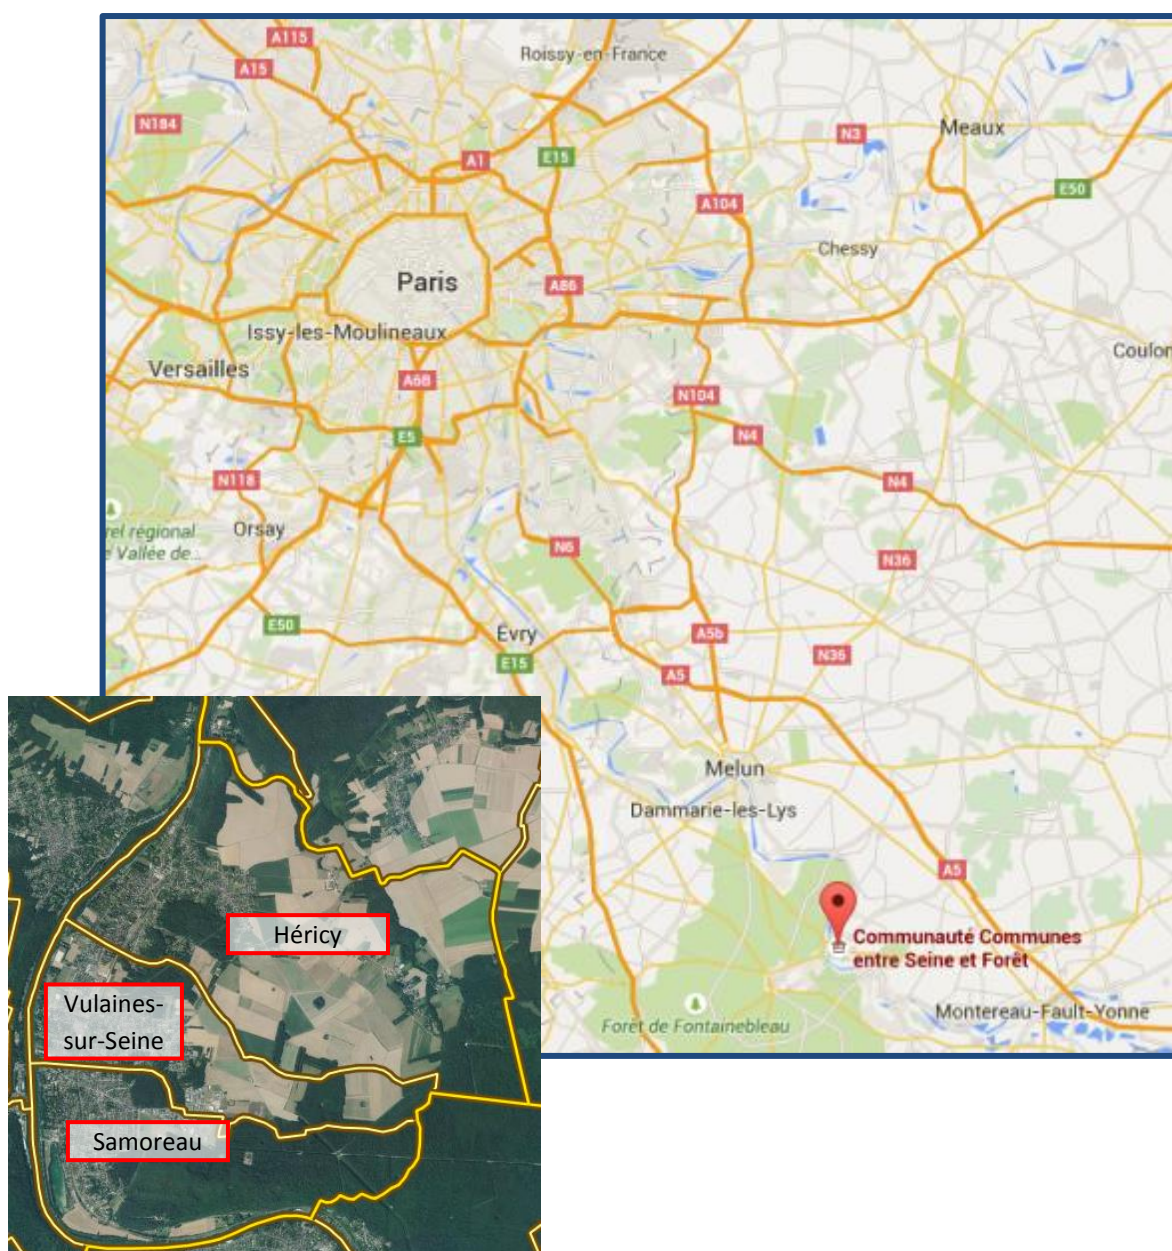 A115
A15
Roissy-en-France
N184
N3
Meaux
A1
E15
E50
A104
Chessy
Paris
A86
Issy-les-Moulineaux
Coulon
Versailles
A6B
N104
E5
N4
N118
N4
Orsay
rel régional
e Vallée de...
N6
N36
E50
Évry
A5b
E15
N36
A5
Melun
Dammarie-les-Lys
A5
Communauté Communes
entre Seine et Forêt
Montereau-Fault-Yonne
Forêt de Fontainebleau
Héricy
Vulaines-
sur-Seine
Samoreau